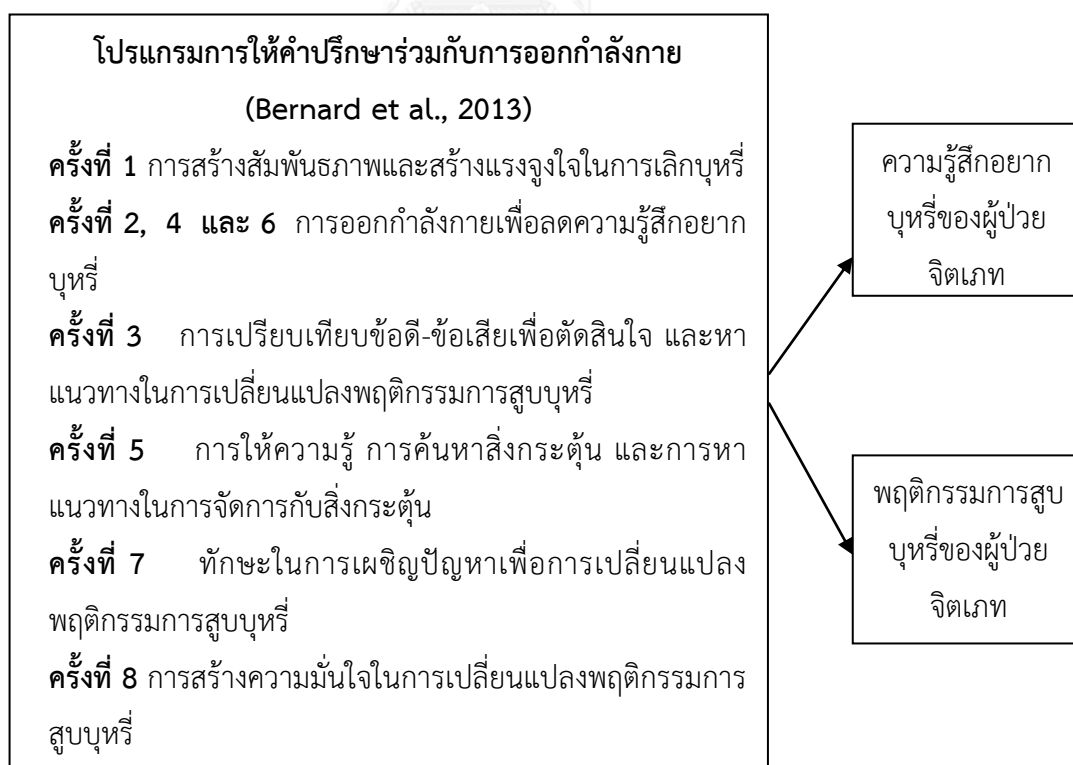 โปรแกรมการให้คำปรึกษาร่วมกับการออกกำลังกาย
(Bernard et al., 2013)
ครั้งที่ 1 การสร้างสัมพันธภาพและสร้างแรงจูงใจในการเลิกบุหรี่
ครั้งที่ 2, 4 และ 6 การออกกำลังกายเพื่อลดความรู้สึกอยาก
บุหรี่
ครั้งที่ 3 การเปรียบเทียบข้อดี-ข้อเสียเพื่อตัดสินใจ และหา
แนวทางในการเปลี่ยนแปลงพฤติกรรมการสูบบุหรี่
ครั้งที่ 5 การให้ความรู้ การค้นหาสิ่งกระตุ้น และการหา
แนวทางในการจัดการกับสิ่งกระตุ้น
ครั้งที่ 7 ทักษะในการเผชิญปัญหาเพื่อการเปลี่ยนแปลง
พฤติกรรมการสูบบุหรี่
ครั้งที่ 8 การสร้างความมั่นใจในการเปลี่ยนแปลงพฤติกรรมการ
สูบบุหรี่
ความรู้สึกอยาก
บุหรี่ของผู้ป่วย
จิตเภท
พฤติกรรมการสูบ
บุหรี่ของผู้ป่วย
จิตเภท